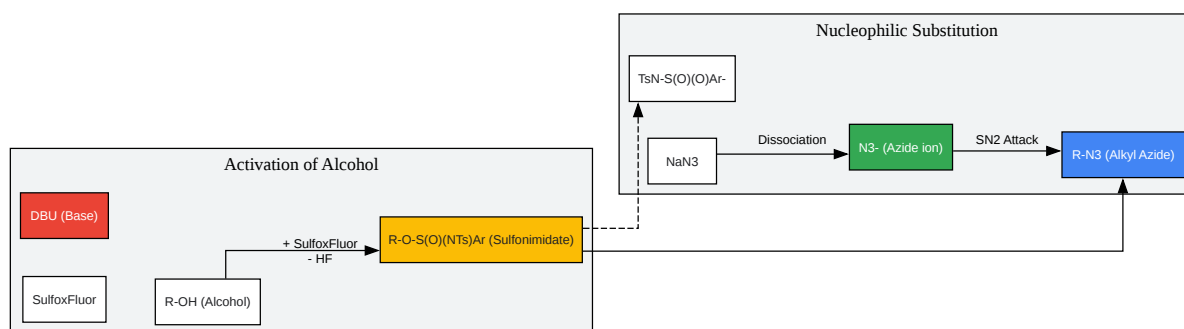 Nucleophilic Substitution
TsN-S(O)(O)Ar-
NaN3
Dissociation
N3- (Azide ion)
SN2 Attack
R-N3 (Alkyl Azide)
Activation of Alcohol
DBU (Base)
SulfoxFluor
R-OH (Alcohol)
+ SulfoxFluor
- HF
R-O-S(O)(NTs)Ar (Sulfonimidate)